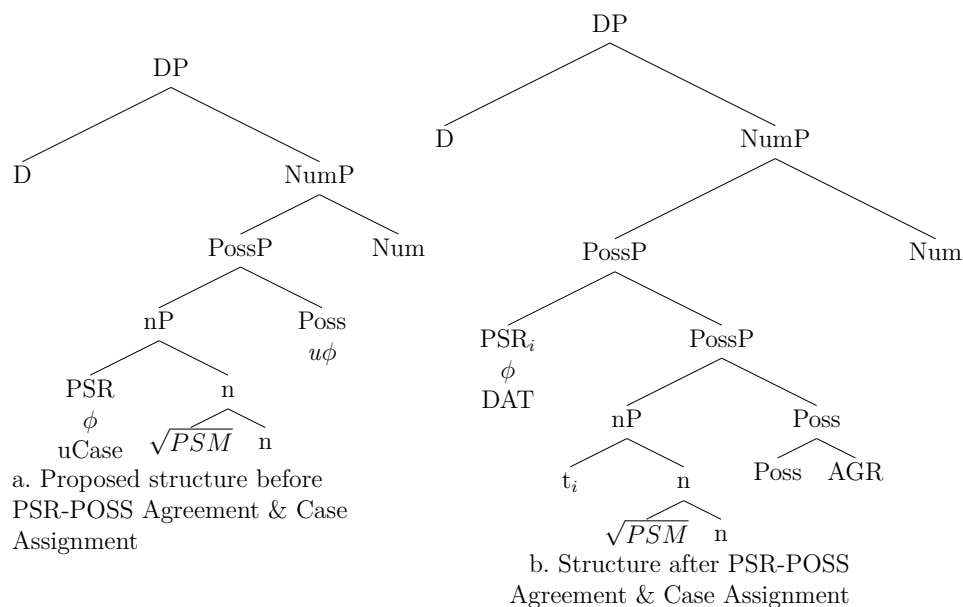 DP
D NumP
PossP Num
nP Poss
uϕ
PSR n
ϕ
uCase √PSM n
a. Proposed structure before
PSR-POSS Agreement & Case
Assignment
DP
D NumP
PossP Num
PSRᵢ PossP
ϕ
DAT
nP Poss
tᵢ n Poss AGR
√PSM n
b. Structure after PSR-POSS
Agreement & Case Assignment